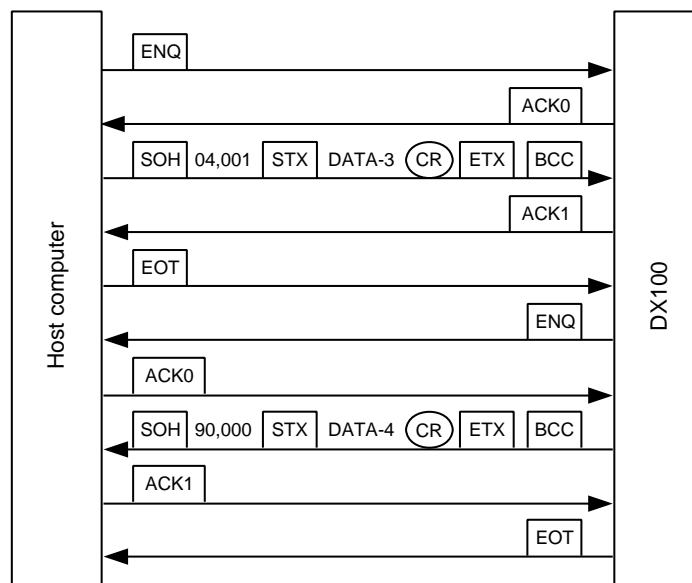 ENQ
ACK0
SOH 04,001 STX DATA-3 CR ETX BCC
ACK1
EOT
ENQ
ACK0
SOH 90,000 STX DATA-4 CR ETX BCC
ACK1
EOT
Host computer
DX100